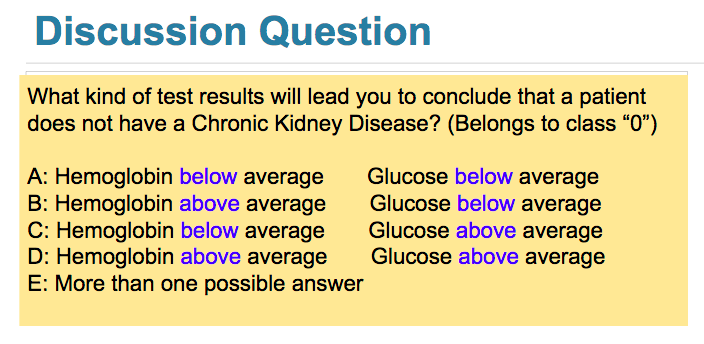 Discussion Question
What kind of test results will lead you to conclude that a patient
does not have a Chronic Kidney Disease? (Belongs to class “0”)
A: Hemoglobin below average Glucose below average
B: Hemoglobin above average Glucose below average
C: Hemoglobin below average Glucose above average
D: Hemoglobin above average Glucose above average
E: More than one possible answer